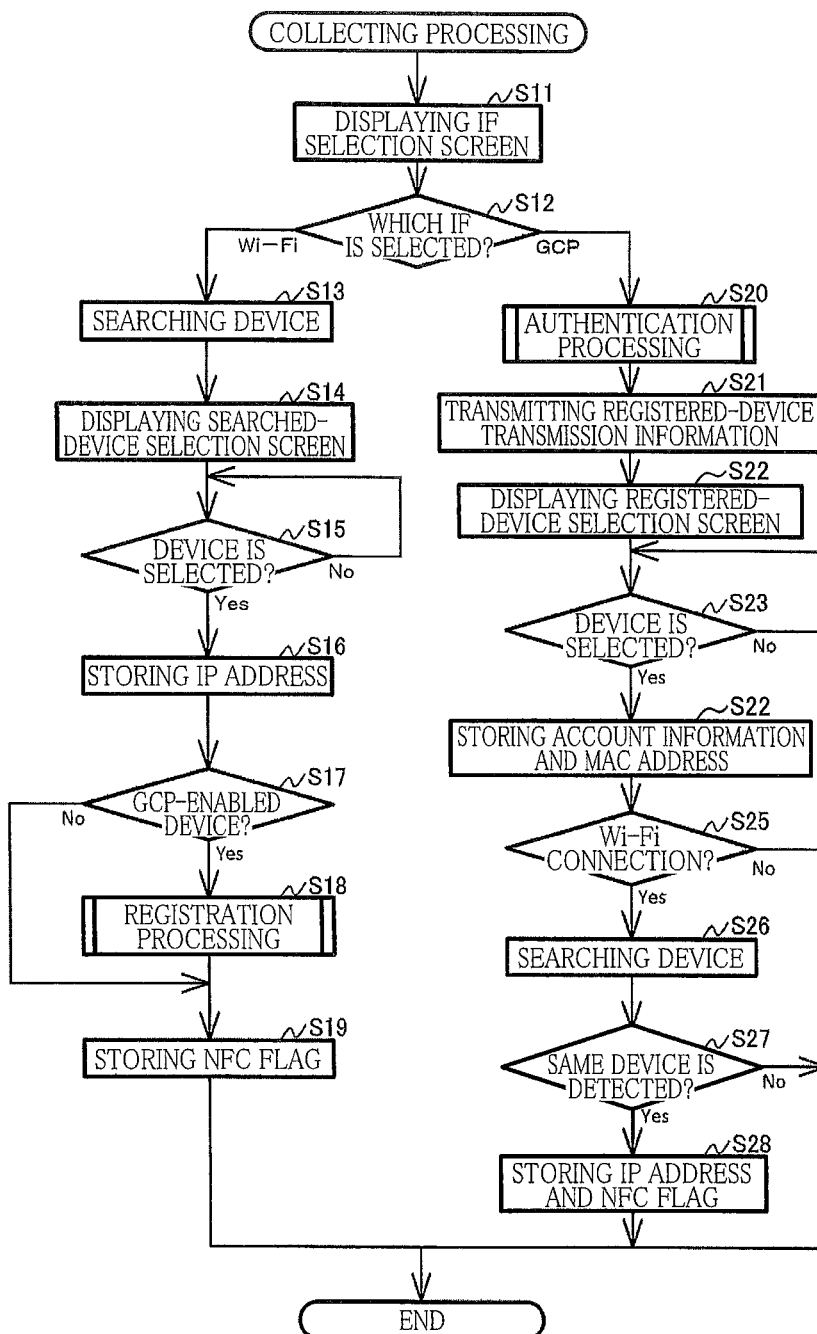 COLLECTING PROCESSING
S11
DISPLAYING IF
SELECTION SCREEN
S12
WHICH IF
IS SELECTED?
Wi-Fi
GCP
S13
SEARCHING DEVICE
S14
DISPLAYING SEARCHED-
DEVICE SELECTION SCREEN
S15
DEVICE IS
SELECTED?
No
Yes
S16
STORING IP ADDRESS
S17
GCP-ENABLED
DEVICE?
No
Yes
S18
REGISTRATION
PROCESSING
S19
STORING NFC FLAG
S20
AUTHENTICATION
PROCESSING
S21
TRANSMITTING REGISTERED-DEVICE
TRANSMISSION INFORMATION
S22
DISPLAYING REGISTERED-
DEVICE SELECTION SCREEN
S23
DEVICE IS
SELECTED?
No
Yes
S22
STORING ACCOUNT INFORMATION
AND MAC ADDRESS
S25
Wi-Fi
CONNECTION?
No
Yes
S26
SEARCHING DEVICE
S27
SAME DEVICE IS
DETECTED?
No
Yes
S28
STORING IP ADDRESS
AND NFC FLAG
END